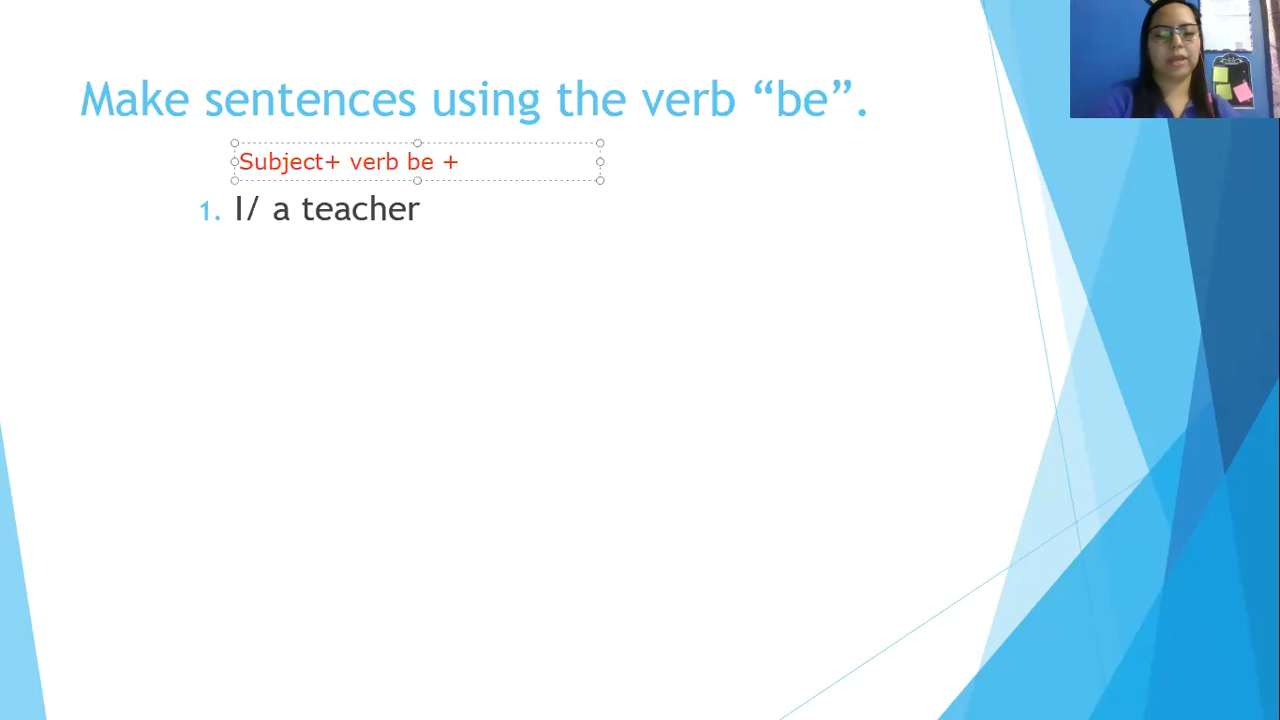 Make sentences using the verb “be”.
Subject+ verb be +
1. I/ a teacher